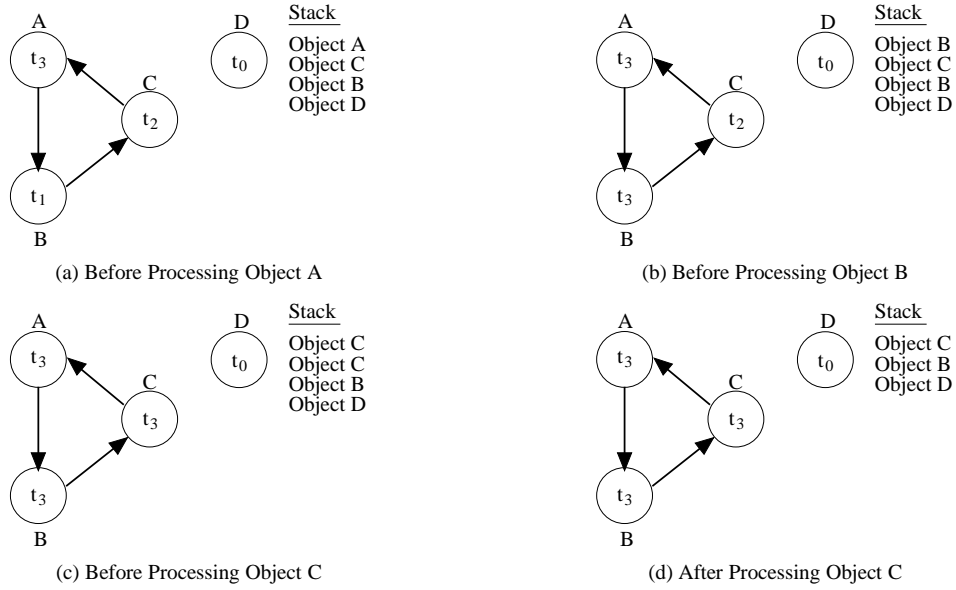 A
t3
D
t0
C
t2
t1
B
Stack
Object A
Object C
Object B
Object D
(a) Before Processing Object A
A
t3
D
t0
C
t2
t3
B
Stack
Object B
Object C
Object B
Object D
(b) Before Processing Object B
A
t3
D
t0
C
t3
t3
B
Stack
Object C
Object C
Object B
Object D
(c) Before Processing Object C
A
t3
D
t0
C
t3
t3
B
Stack
Object C
Object B
Object D
(d) After Processing Object C